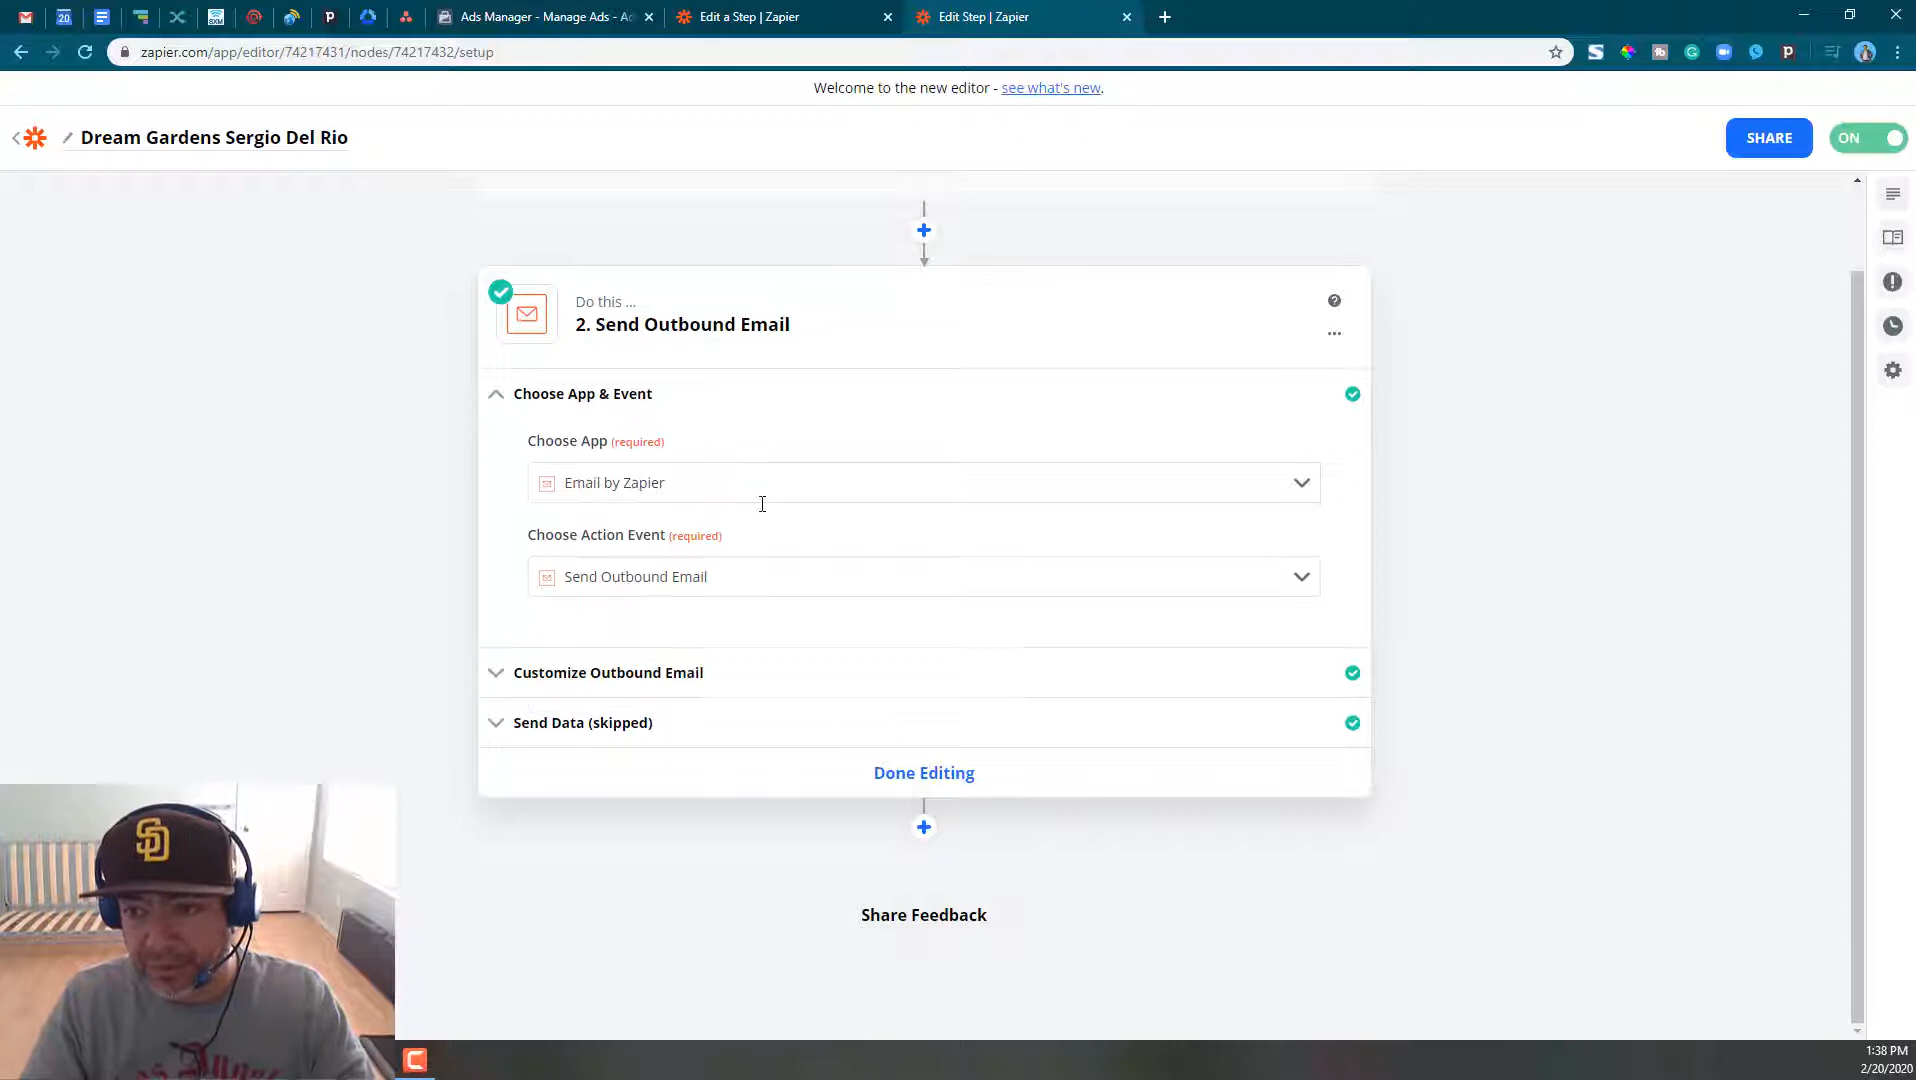 Ads Manager - Manage Ads - Ac
Edit a Step | Zapier
Edit Step | Zapier
zapier.com/app/editor/74217431/nodes/74217432/setup
Welcome to the new editor - see what's new.
Dream Gardens Sergio Del Rio
SHARE
ON
Do this ...
2. Send Outbound Email
Choose App & Event
Choose App (required)
Email by Zapier
Choose Action Event (required)
Send Outbound Email
Customize Outbound Email
Send Data (skipped)
Done Editing
Share Feedback
SD
1:38 PM
2/20/2020